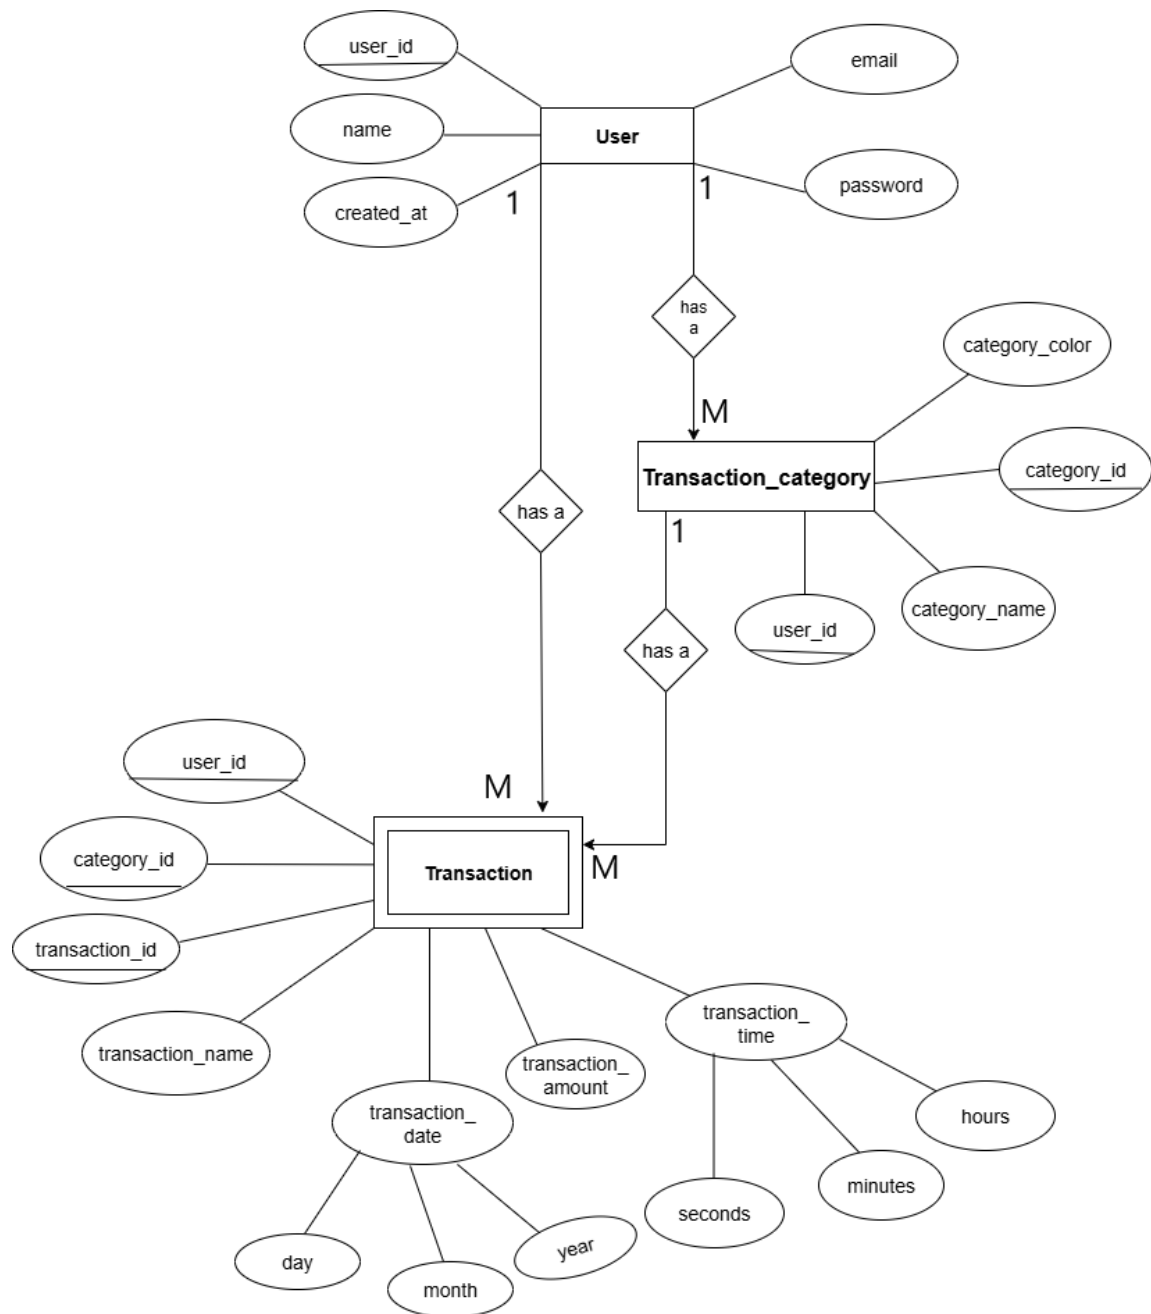 user_id
email
name
User
created_at
password
1
1
has
a
category_color
M
Transaction_category
category_id
has a
1
category_name
user_id
has a
user_id
M
category_id
Transaction
M
transaction_id
transaction_
time
transaction_name
transaction_
amount
transaction_
date
hours
minutes
seconds
year
day
month